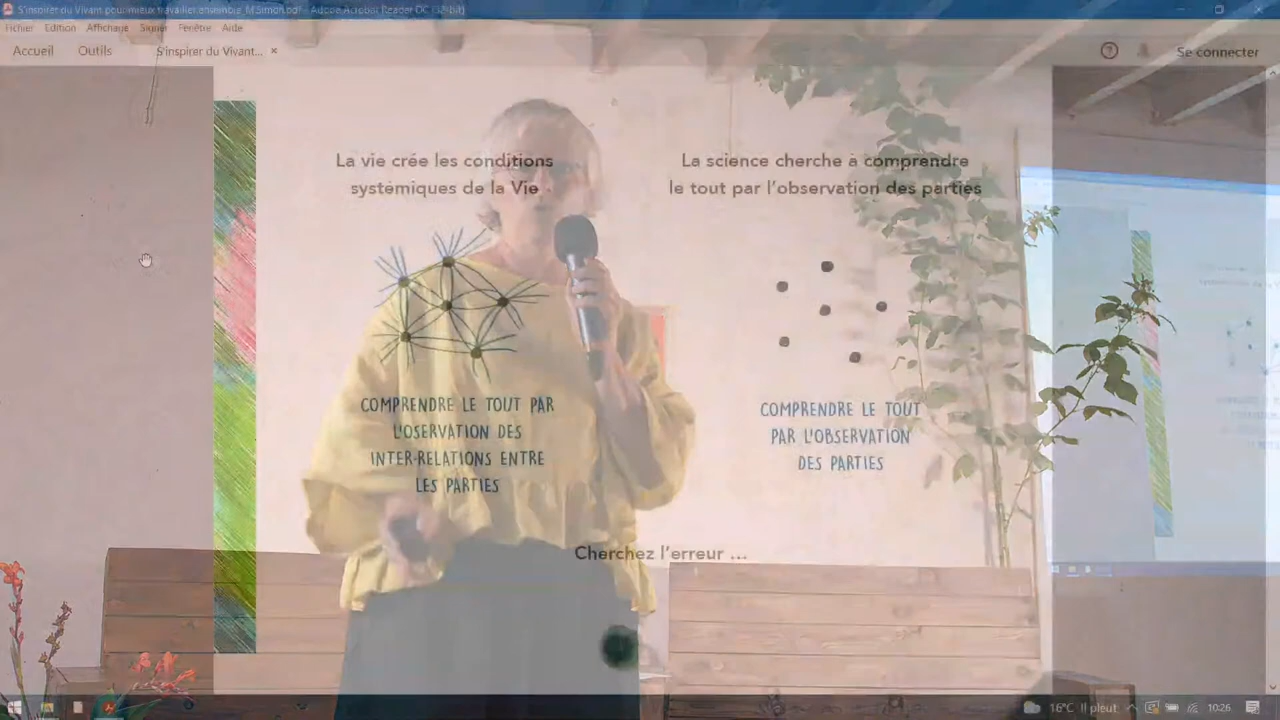 S'inspirer du Vivant pour mieux travailler ensemble_M.Simon.pdf - Adobe Acrobat Reader DC (32-bit)
Fichier Edition Affichage Signer Fenêtre Aide
Accueil Outils S'inspirer du Vivant... × Se connecter
La vie crée les conditions
systémiques de la Vie
La science cherche à comprendre
le tout par l'observation des parties
COMPRENDRE LE TOUT PAR
L'OSERVATION DES
INTER-RELATIONS ENTRE
LES PARTIES
COMPRENDRE LE TOUT
PAR L'OBSERVATION
DES PARTIES
Cherchez l'erreur ...
16°C Il pleut 10:26